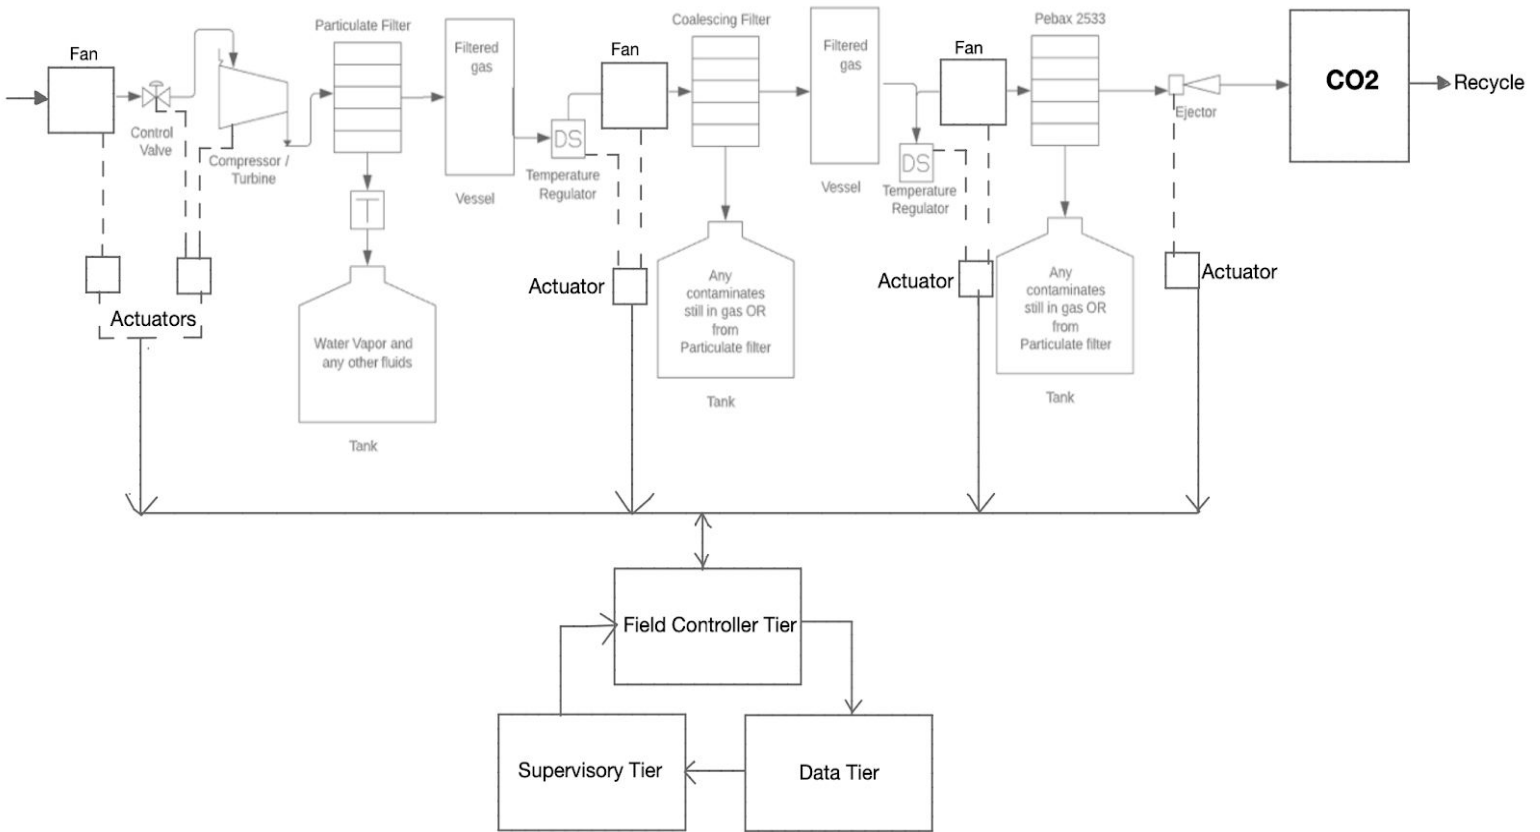 Particulate Filter
Coalescing Filter
Pebax 2533
Fan
Filtered
gas
Fan
Filtered
gas
Fan
CO2
Recycle
Control
Valve
Compressor /
Turbine
DS
Ejector
DS
Temperature
Regulator
Vessel
Vessel
Temperature
Regulator
T
Actuators
Actuator
Any
contaminates
still in gas OR
from
Particulate filter
Actuator
Any
contaminates
still in gas OR
from
Particulate filter
Actuator
Water Vapor and
any other fluids
Tank
Tank
Tank
Field Controller Tier
Supervisory Tier
Data Tier